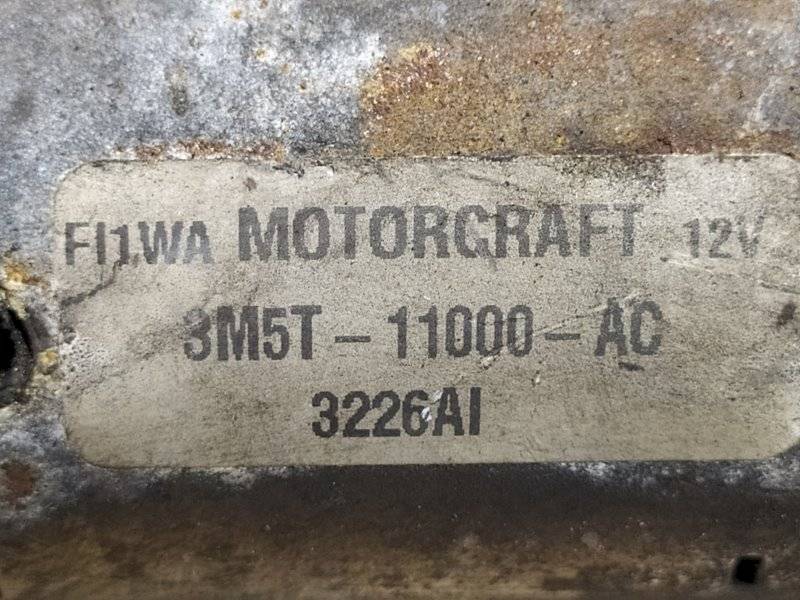 FI1WA MOTORCRAFT 12V
3M5T-11000-AC
3226AI